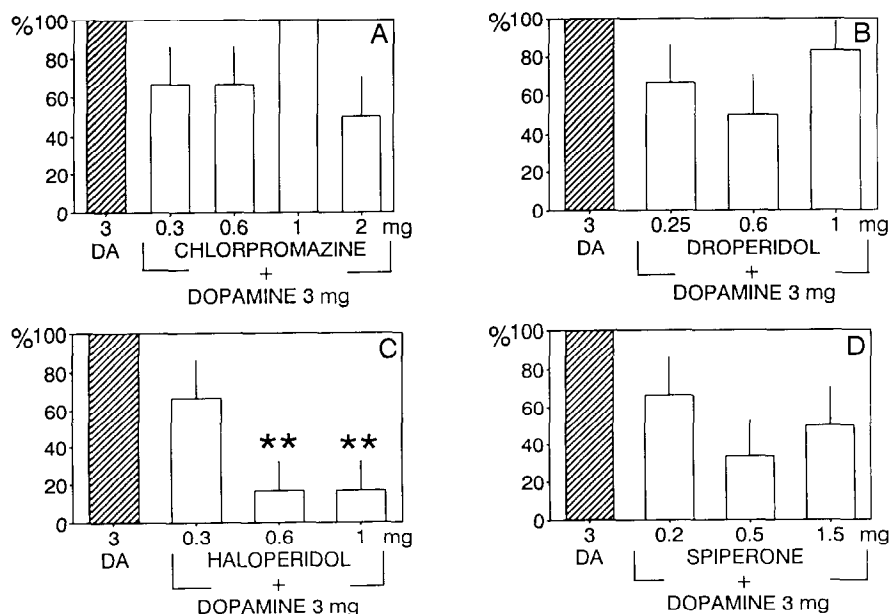 %100 A
80
60
40
20
0
3 0.3 0.6 1 2 mg
DA CHLORPROMAZINE
+
DOPAMINE 3 mg
%100 B
80
60
40
20
0
3 0.25 0.6 1 mg
DA DROPERIDOL
+
DOPAMINE 3 mg
%100 C
80
60
40
20
0
** **
3 0.3 0.6 1 mg
DA HALOPERIDOL
+
DOPAMINE 3 mg
%100 D
80
60
40
20
0
3 0.2 0.5 1.5 mg
DA SPIPERONE
+
DOPAMINE 3 mg